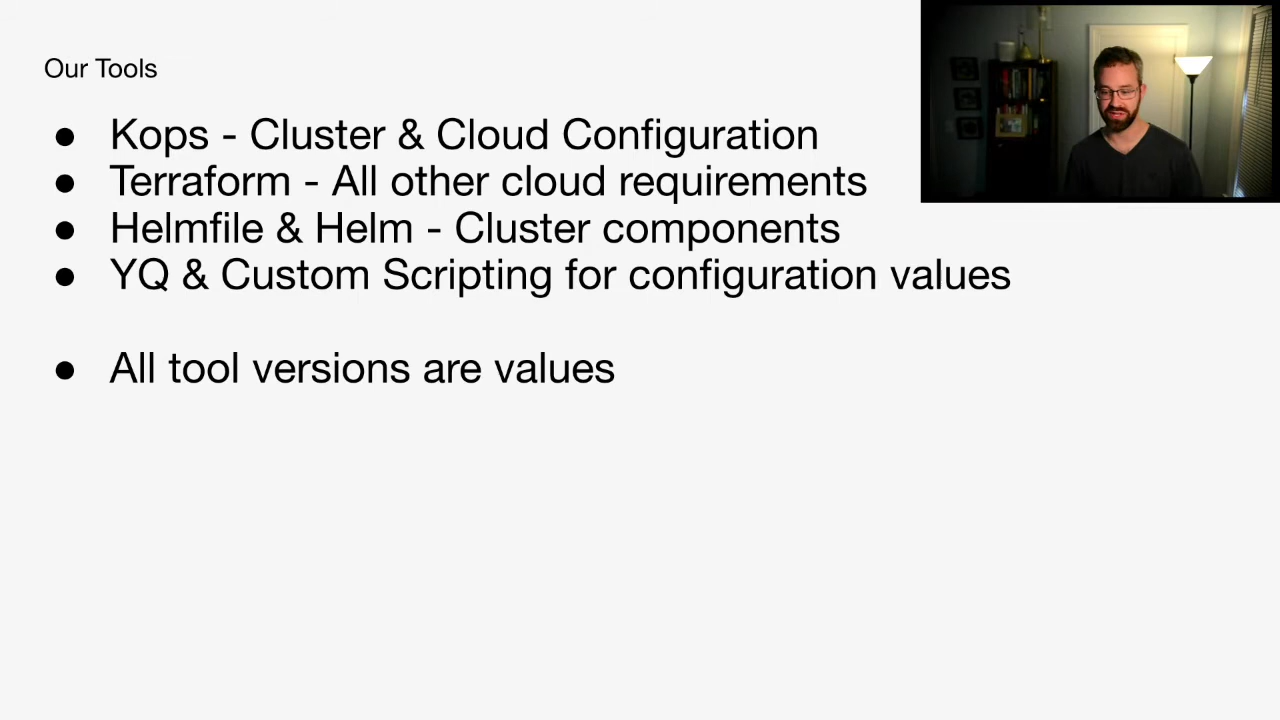 Our Tools
● Kops - Cluster & Cloud Configuration
● Terraform - All other cloud requirements
● Helmfile & Helm - Cluster components
● YQ & Custom Scripting for configuration values
● All tool versions are values